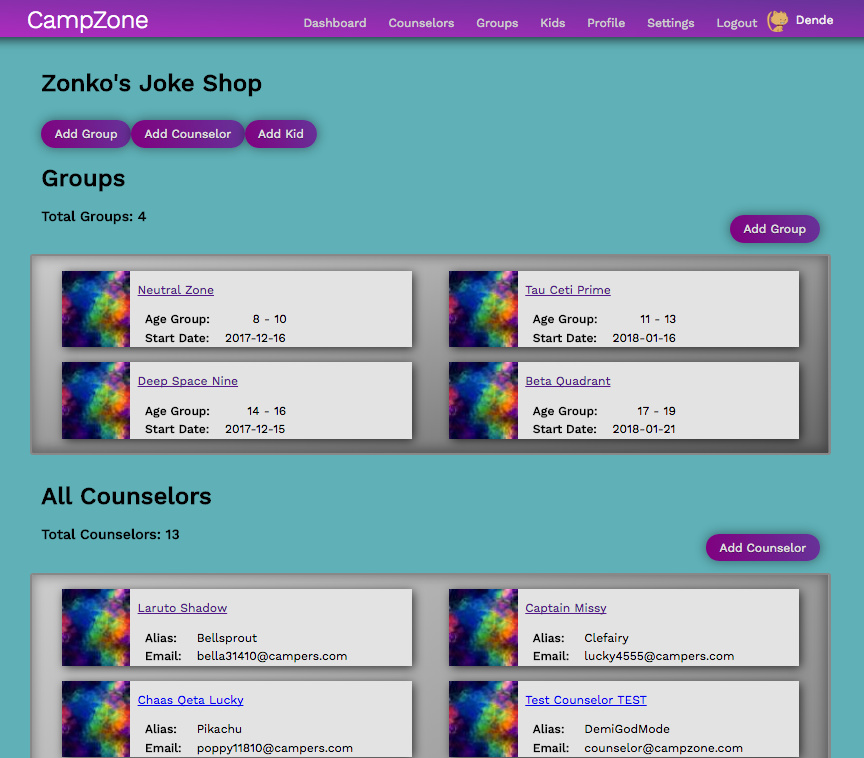 CampZone
Dashboard Counselors Groups Kids Profile Settings Logout Dende
Zonko's Joke Shop
Add Group Add Counselor Add Kid
Groups
Total Groups: 4
Add Group
Neutral Zone
Age Group: 8 - 10
Start Date: 2017-12-16
Tau Ceti Prime
Age Group: 11 - 13
Start Date: 2018-01-16
Deep Space Nine
Age Group: 14 - 16
Start Date: 2017-12-15
Beta Quadrant
Age Group: 17 - 19
Start Date: 2018-01-21
All Counselors
Total Counselors: 13
Add Counselor
Laruto Shadow
Alias: Bellsprout
Email: bella31410@campers.com
Captain Missy
Alias: Clefairy
Email: lucky4555@campers.com
Chaas Oeta Lucky
Alias: Pikachu
Email: poppy11810@campers.com
Test Counselor TEST
Alias: DemiGodMode
Email: counselor@campzone.com